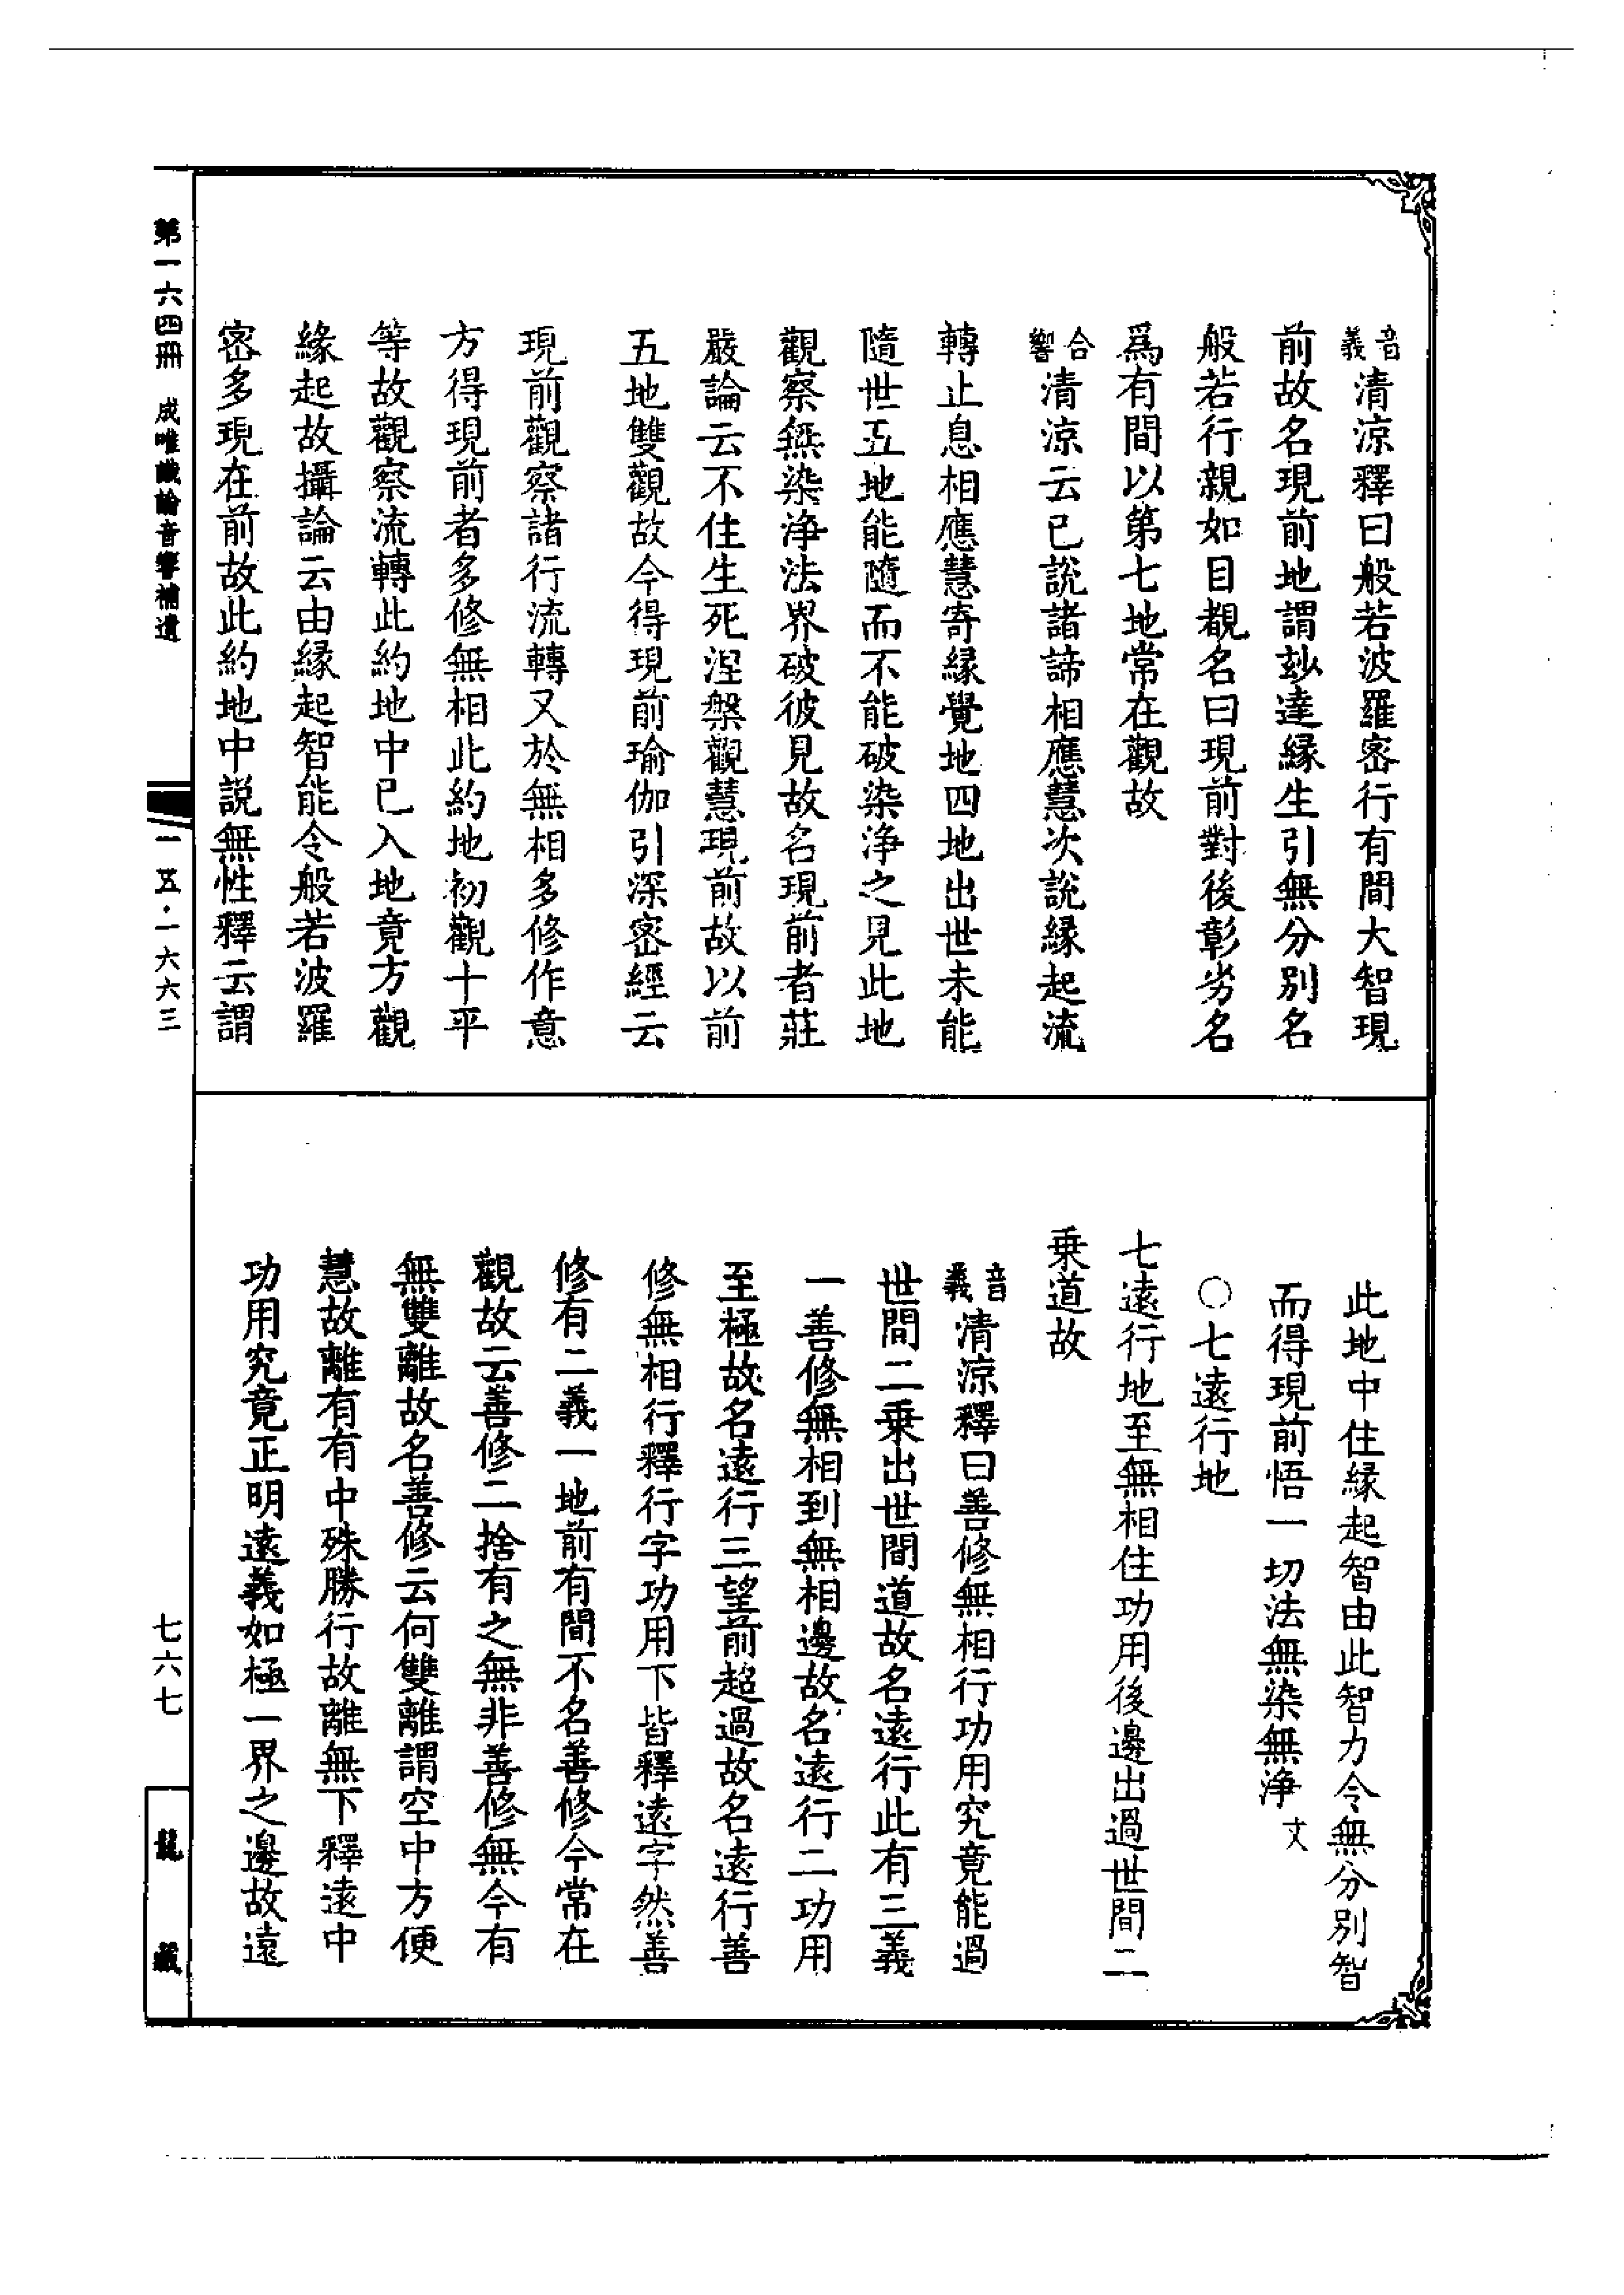 音義清涼釋曰般若波羅密行有間大智現
前故名現前地謂玅達緣生引無分別名
般若行親如目覩名曰現前對後彰劣名
爲有間以第七地常在觀故
合響清涼云已說諸諦相應慧次說緣起流
轉止息相應慧寄緣覺地四地出世未能
隨世五地能隨而不能破染淨之見此地
觀察無染淨法界破彼見故名現前者莊
嚴論云不住生死涅槃觀慧現前故以前
五地雙觀故今得現前瑜伽引深密經云
現前觀察諸行流轉又於無相多修作意
方得現前者多修無相此約地初觀十平
等故觀察流轉此約地中已入地竟方觀
緣起故攝論云由緣起智能令般若波羅
密多現在前故此約地中說無性釋云謂
此地中住緣起智由此智力令無分別智
而得現前悟一切法無染無淨文
○七遠行地
七遠行地至無相住功用後邊出過世間二
乘道故
音義清涼釋曰善修無相行功用究竟能過
世間二乘出世間道故名遠行此有三義
一善修無相到無相邊故名遠行二功用
至極故名遠行三望前超過故名遠行善
修無相行釋行字功用下皆釋遠字然善
修有二義一地前有間不名善修今常在
觀故云善修二捨有之無非善修無今有
無雙離故名善修云何雙離謂空中方便
慧故離有有中殊勝行故離無下釋遠中
功用究竟正明遠義如極一界之邊故遠
第一六四冊 成唯識論音響補遺
一五·一六六三
七六七
龍藏